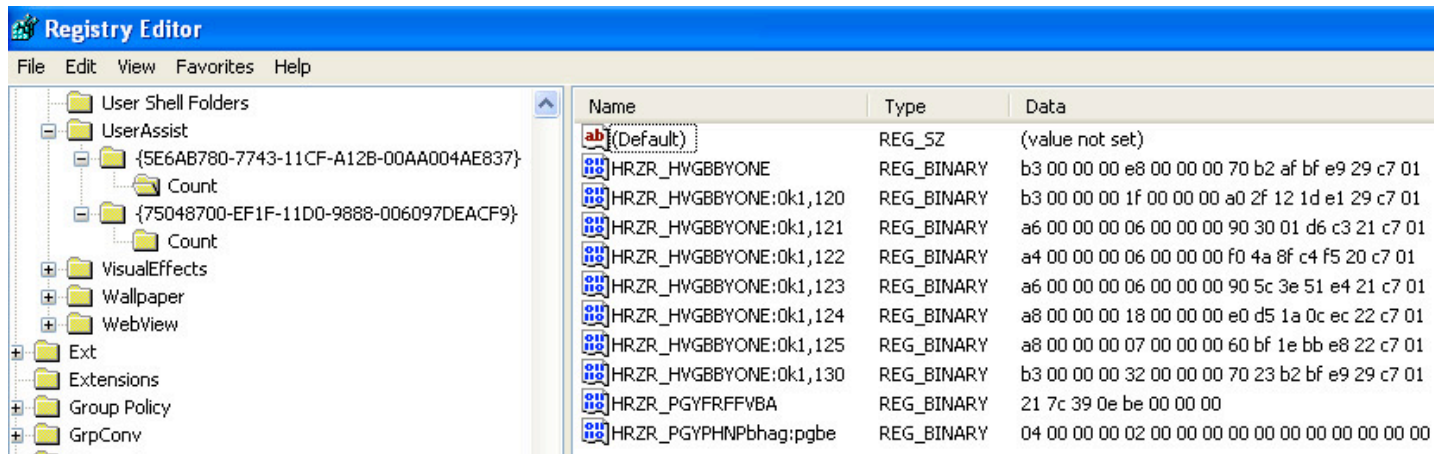 Registry Editor
File Edit View Favorites Help
User Shell Folders
UserAssist
{5E6AB780-7743-11CF-A12B-00AA004AE837}
Count
{75048700-EF1F-11D0-9888-006097DEACF9}
Count
VisualEffects
Wallpaper
WebView
Ext
Extensions
Group Policy
GrpConv
Name Type Data
(Default) REG_SZ (value not set)
HRZR_HVGBBYONE REG_BINARY b3 00 00 00 e8 00 00 00 70 b2 af bf e9 29 c7 01
HRZR_HVGBBYONE:0k1,120 REG_BINARY b3 00 00 00 1f 00 00 00 a0 2f 12 1d e1 29 c7 01
HRZR_HVGBBYONE:0k1,121 REG_BINARY a6 00 00 00 06 00 00 00 90 30 01 d6 c3 21 c7 01
HRZR_HVGBBYONE:0k1,122 REG_BINARY a4 00 00 00 06 00 00 00 f0 4a 8f c4 f5 20 c7 01
HRZR_HVGBBYONE:0k1,123 REG_BINARY a6 00 00 00 06 00 00 00 90 5c 3e 51 e4 21 c7 01
HRZR_HVGBBYONE:0k1,124 REG_BINARY a8 00 00 00 18 00 00 00 e0 d5 1a 0c ec 22 c7 01
HRZR_HVGBBYONE:0k1,125 REG_BINARY a8 00 00 00 07 00 00 00 60 bf 1e bb e8 22 c7 01
HRZR_HVGBBYONE:0k1,130 REG_BINARY b3 00 00 00 32 00 00 00 70 23 b2 bf e9 29 c7 01
HRZR_PGYFRFFVBA REG_BINARY 21 7c 39 0e be 00 00 00
HRZR_PGYPHNPbhag:pgbe REG_BINARY 04 00 00 00 02 00 00 00 00 00 00 00 00 00 00 00